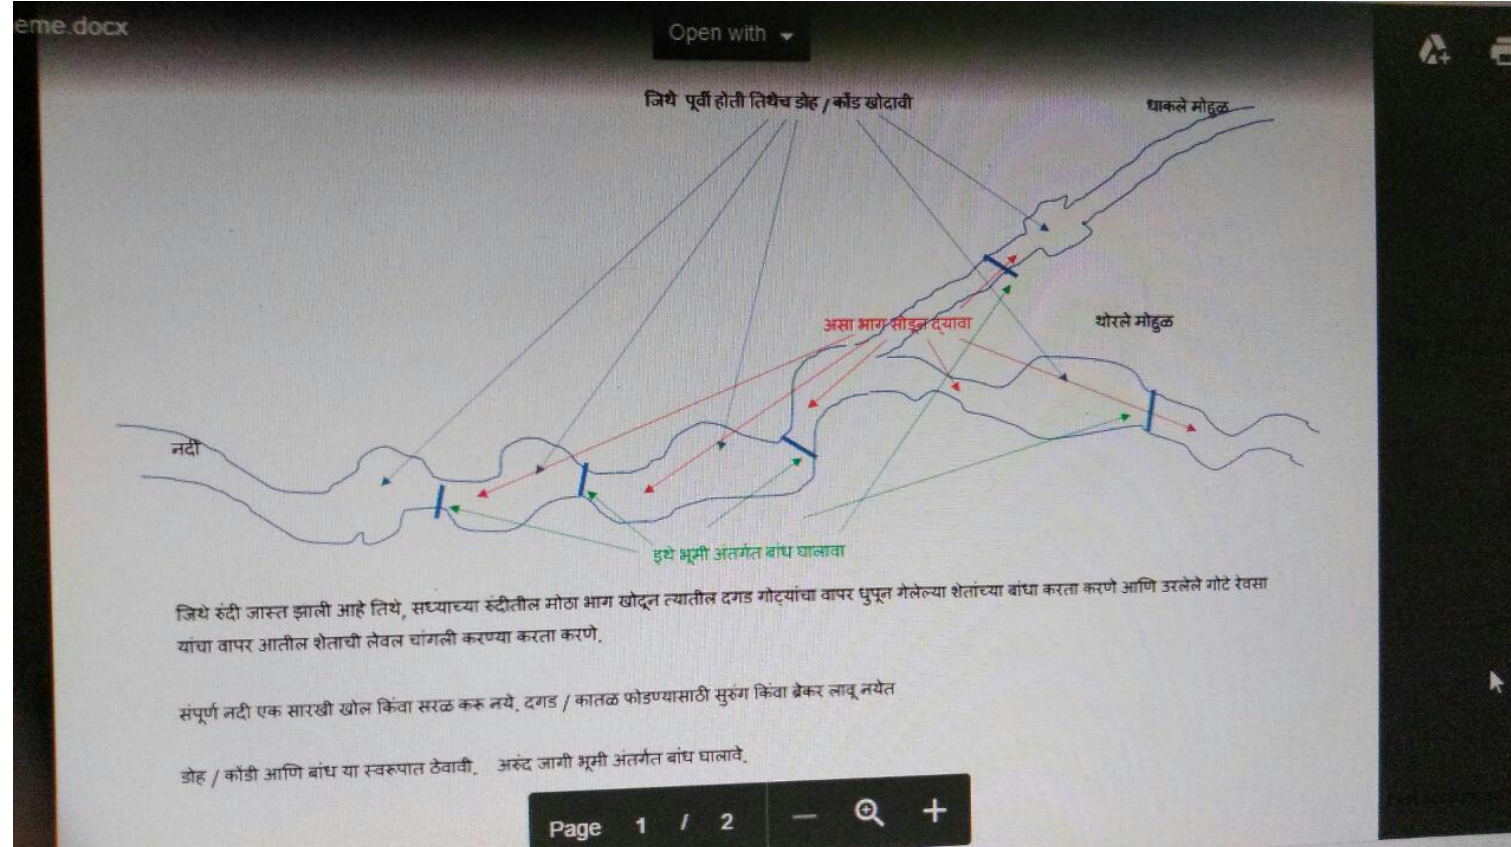 eme.docx
Open with
जिथे पूर्वी होती तिथेच डोह / कोंड खोदावी
धाकले मोहुळ
असा भाग सोडून द्यावा
थोरले मोहुळ
नदी
इथे भूमी अंतर्गत बांध घालावा
जिथे रुंदी जास्त झाली आहे तिथे, सध्याच्या रुंदीतील मोठा भाग खोदून त्यातील दगड गोट्यांचा वापर धुपून गेलेल्या शेतांच्या बांधा करता करणे आणि उरलेले गोटे रेवसा
यांचा वापर आतील शेताची लेवल चांगली करण्या करता करणे.
संपूर्ण नदी एक सारखी खोल किंवा सरळ करू नये. दगड / कातळ फोडण्यासाठी सुरुंग किंवा ब्रेकर लावू नयेत
डोह / कोंडी आणि बांध या स्वरूपात ठेवावी. अरुंद जागी भूमी अंतर्गत बांध घालावे.
Page 1 / 2